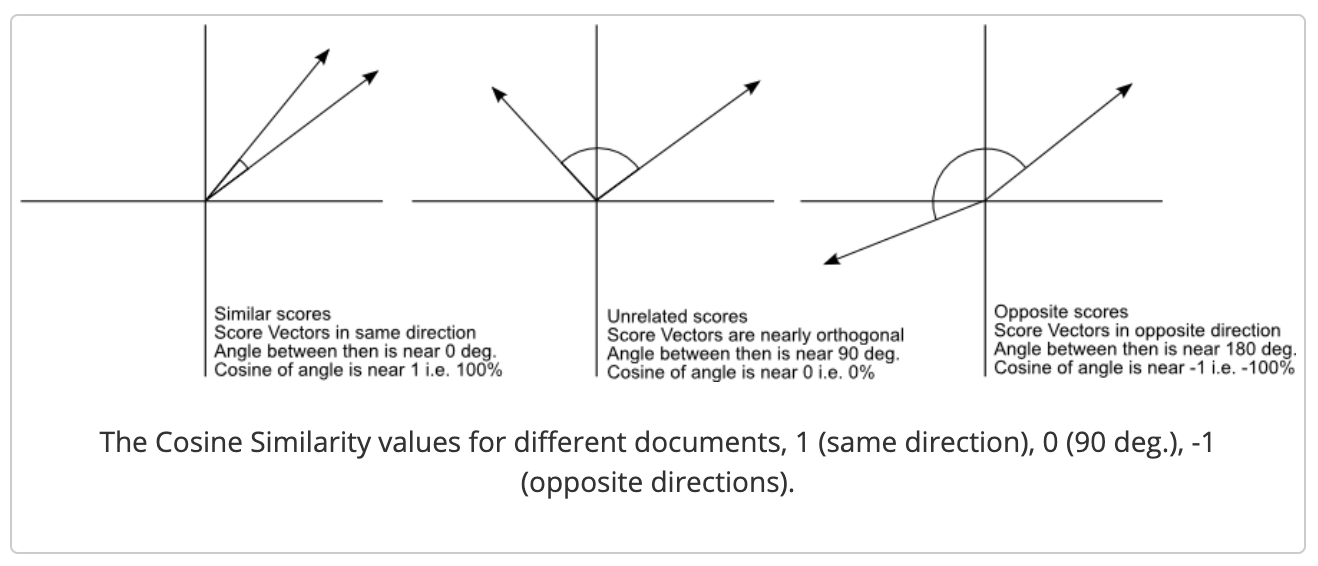 Similar scores
Score Vectors in same direction
Angle between then is near 0 deg.
Cosine of angle is near 1 i.e. 100%
Unrelated scores
Score Vectors are nearly orthogonal
Angle between then is near 90 deg.
Cosine of angle is near 0 i.e. 0%
Opposite scores
Score Vectors in opposite direction
Angle between then is near 180 deg.
Cosine of angle is near -1 i.e. -100%
The Cosine Similarity values for different documents, 1 (same direction), 0 (90 deg.), -1
(opposite directions).